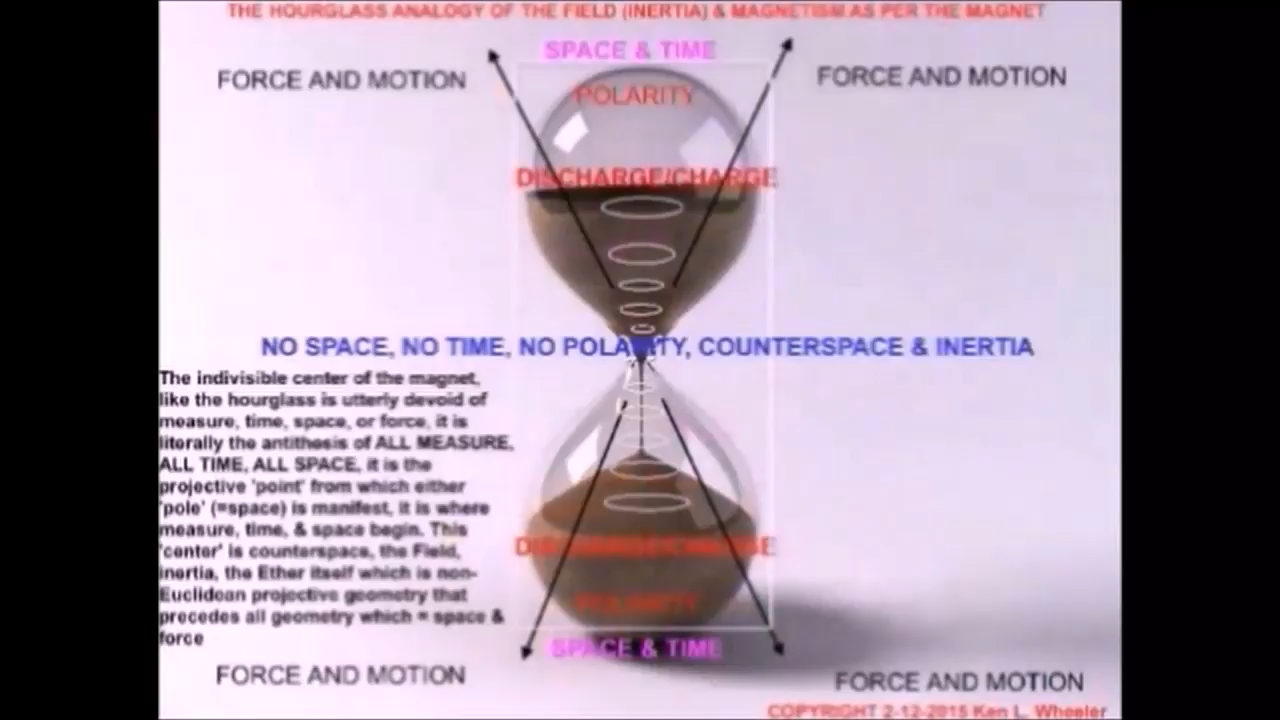 THE HOURGLASS ANALOGY OF THE FIELD (INERTIA) & MAGNETISM AS PER THE MAGNET
SPACE & TIME
FORCE AND MOTION
FORCE AND MOTION
POLARITY
DISCHARGE/CHARGE
NO SPACE, NO TIME, NO POLARITY, COUNTERSPACE & INERTIA
The indivisible center of the magnet,
like the hourglass is utterly devoid of
measure, time, space, or force, it is
literally the antithesis of ALL MEASURE,
ALL TIME, ALL SPACE, it is the
projective 'point' from which either
'pole' (=space) is manifest, it is where
measure, time, & space begin. This
'center' is counterspace, the Field,
inertia, the Ether itself which is non-
Euclidean projective geometry that
precedes all geometry which = space &
force
POLARITY
SPACE & TIME
FORCE AND MOTION
FORCE AND MOTION
COPYRIGHT 2-12-2015 Ken L. Wheeler